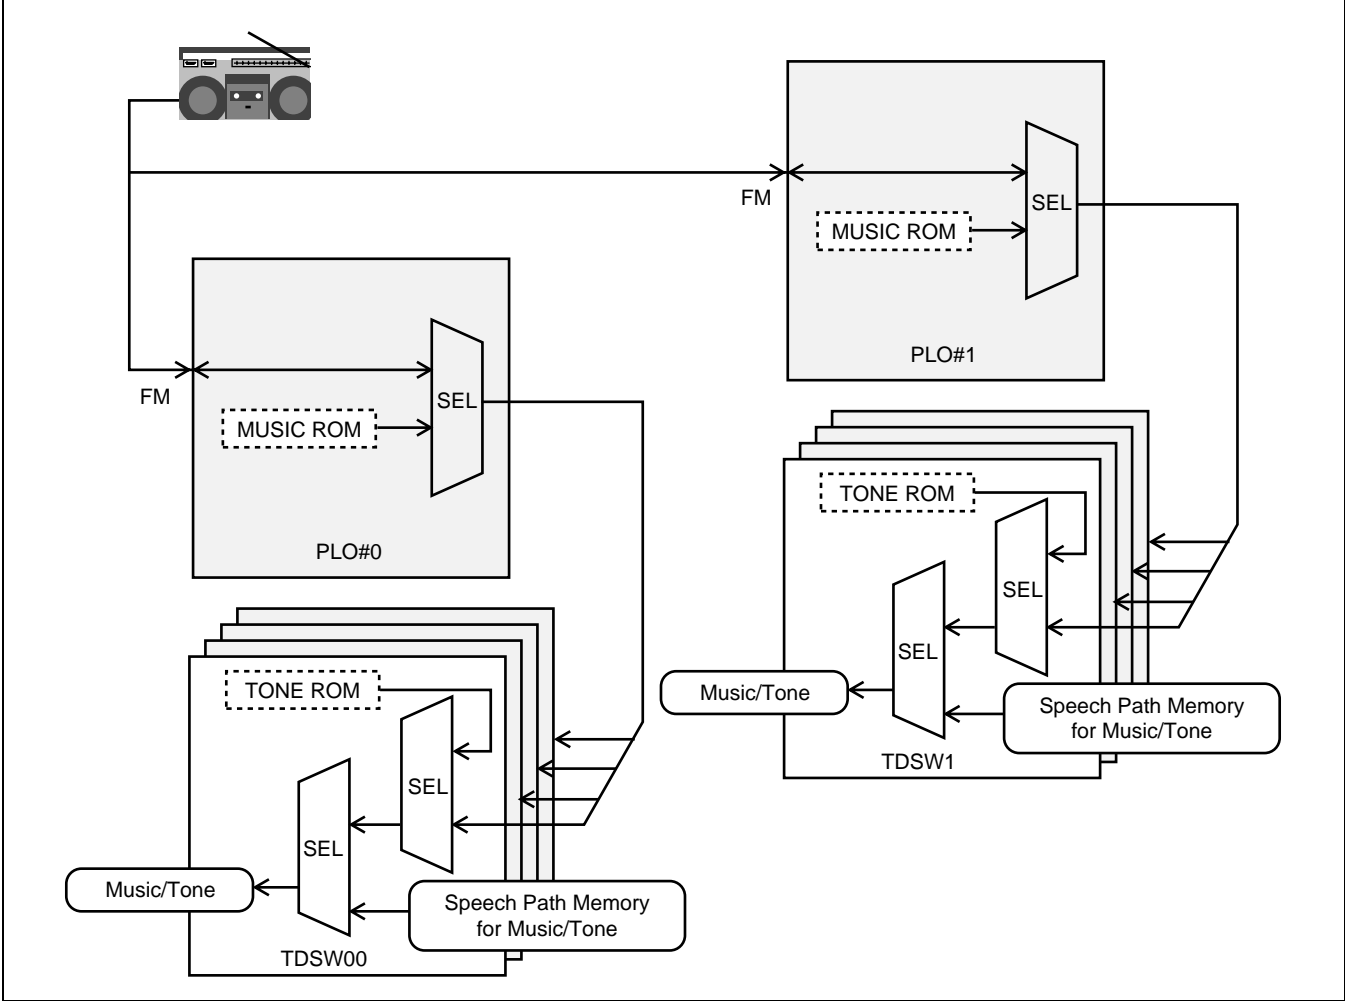 FM
SEL
MUSIC ROM
PLO#1
FM
SEL
MUSIC ROM
PLO#0
TONE ROM
SEL
SEL
Music/Tone
Speech Path Memory
for Music/Tone
TDSW1
TONE ROM
SEL
SEL
Music/Tone
Speech Path Memory
for Music/Tone
TDSW00